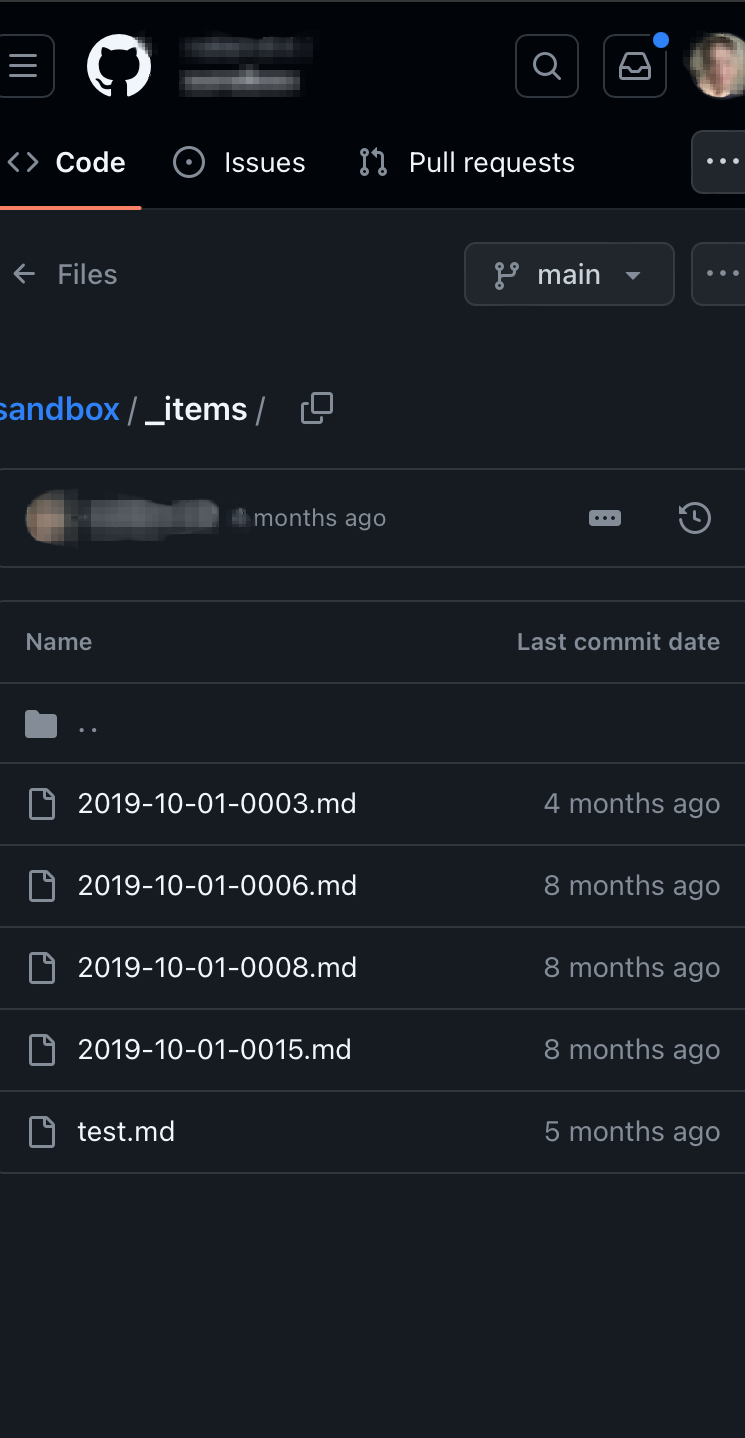 Code Issues Pull requests
Files main
sandbox / _items /
months ago
Name Last commit date
..
2019-10-01-0003.md 4 months ago
2019-10-01-0006.md 8 months ago
2019-10-01-0008.md 8 months ago
2019-10-01-0015.md 8 months ago
test.md 5 months ago